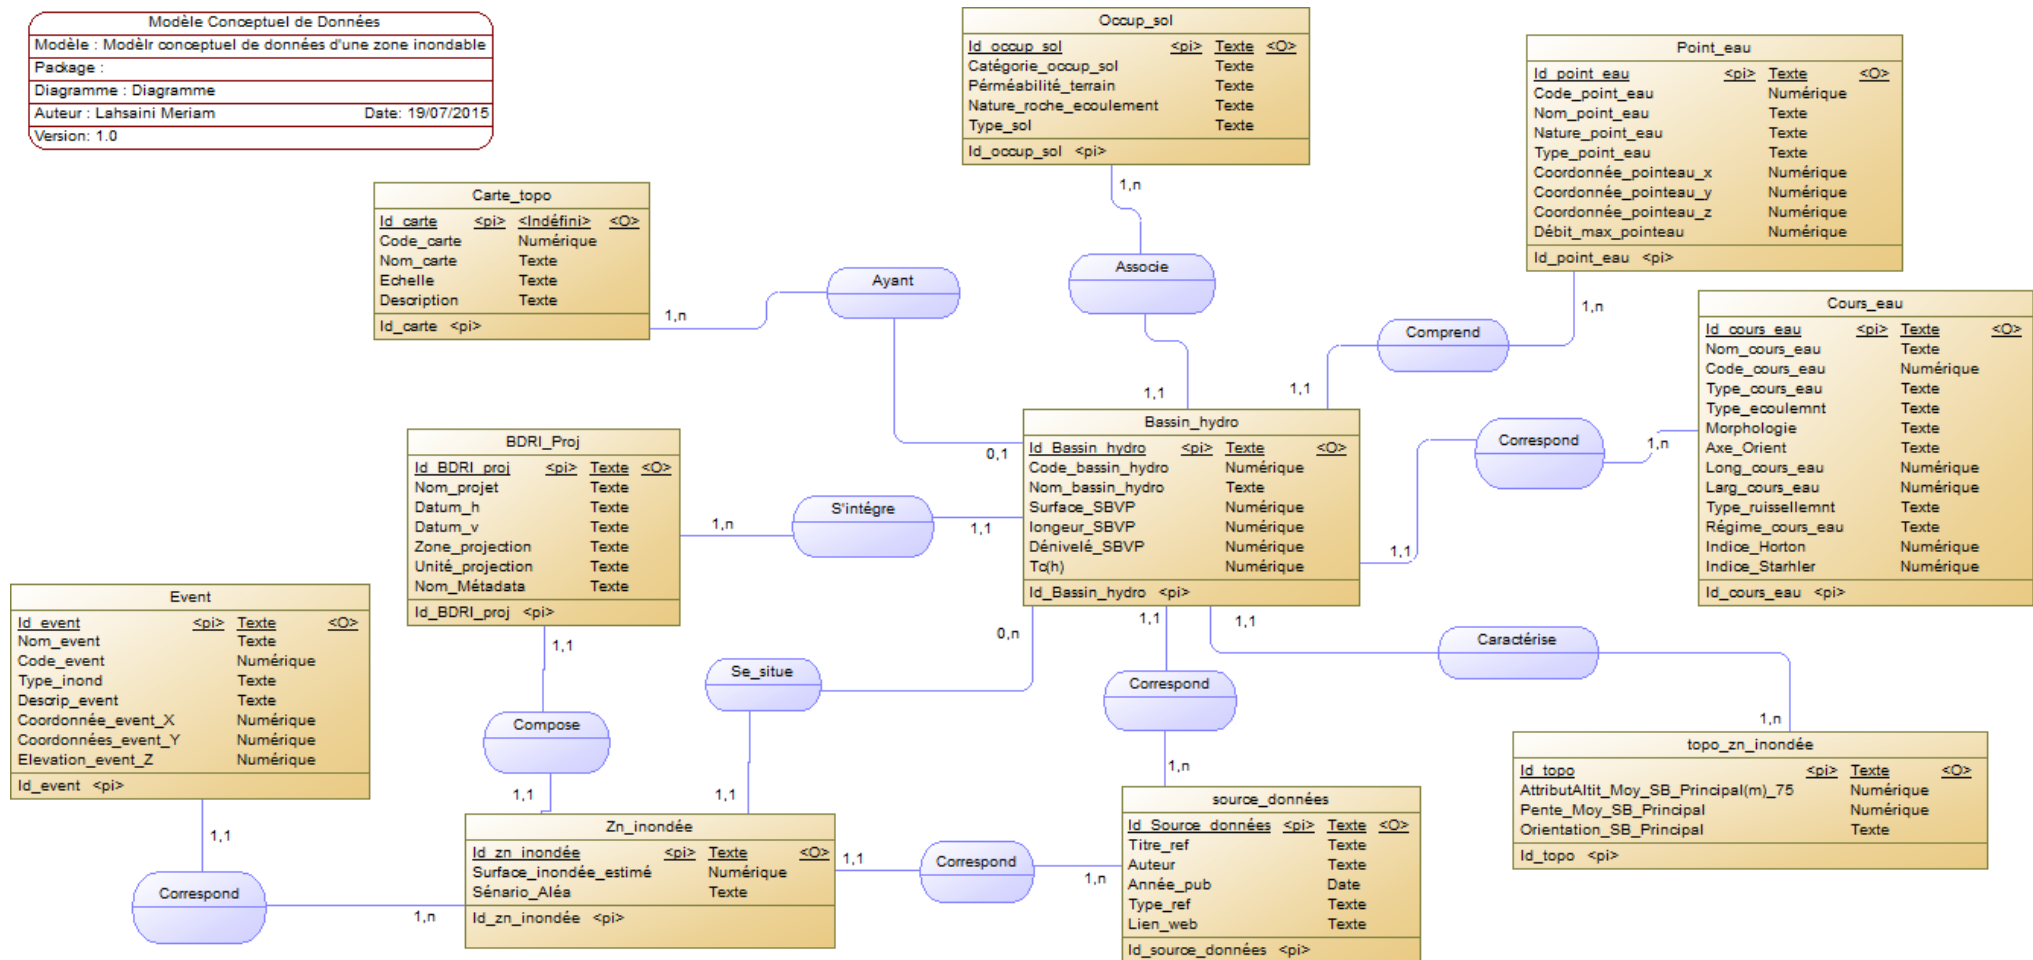 Modèle Conceptuel de Données
Modèle : Modèlr conceptuel de données d'une zone inondable
Package :
Diagramme : Diagramme
Auteur : Lahsaini Meriam Date: 19/07/2015
Version: 1.0
Occup_sol
Id_occup_sol <pi> Texte <O>
Catégorie_occup_sol Texte
Pérméabilité_terrain Texte
Nature_roche_ecoulement Texte
Type_sol Texte
Id_occup_sol <pi>
1,n
Associe
1,1
Point_eau
Id_point_eau <pi> Texte <O>
Code_point_eau Numérique
Nom_point_eau Texte
Nature_point_eau Texte
Type_point_eau Texte
Coordonnée_pointeau_x Numérique
Coordonnée_pointeau_y Numérique
Coordonnée_pointeau_z Numérique
Débit_max_pointeau Numérique
Id_point_eau <pi>
1,n
Comprend
1,1
Carte_topo
Id_carte <pi> <Indéfini> <O>
Code_carte Numérique
Nom_carte Texte
Echelle Texte
Description Texte
Id_carte <pi>
1,n
Ayant
0,1
Cours_eau
Id_cours_eau <pi> Texte <O>
Nom_cours_eau Texte
Code_cours_eau Numérique
Type_cours_eau Texte
Type_ecoulemnt Texte
Morphologie Texte
Axe_Orient Texte
Long_cours_eau Numérique
Larg_cours_eau Numérique
Type_ruissellemnt Texte
Régime_cours_eau Texte
Indice_Horton Numérique
Indice_Starhler Numérique
Id_cours_eau <pi>
1,n
Correspond
1,1
Bassin_hydro
Id_Bassin_hydro <pi> Texte <O>
Code_bassin_hydro Numérique
Nom_bassin_hydro Texte
Surface_SBVP Numérique
longeur_SBVP Numérique
Dénivelé_SBVP Numérique
Tc(h) Numérique
Id_Bassin_hydro <pi>
BDRI_Proj
Id_BDRI_proj <pi> Texte <O>
Nom_projet Texte
Datum_h Texte
Datum_v Texte
Zone_projection Texte
Unité_projection Texte
Nom_Métadata Texte
Id_BDRI_proj <pi>
1,n
S'intégre
1,1
1,1
Compose
1,1
0,n
Se_situe
1,1
1,1
Correspond
1,n
1,1
Caractérise
1,n
Event
Id_event <pi> Texte <O>
Nom_event Texte
Code_event Numérique
Type_inond Texte
Descrip_event Texte
Coordonnée_event_X Numérique
Coordonnées_event_Y Numérique
Elevation_event_Z Numérique
Id_event <pi>
1,1
Correspond
1,n
Zn_inondée
Id_zn_inondée <pi> Texte <O>
Surface_inondée_estimé Numérique
Sénario_Aléa Texte
Id_zn_inondée <pi>
1,1
Correspond
1,n
source_données
Id_Source_données <pi> Texte <O>
Titre_ref Texte
Auteur Texte
Année_pub Date
Type_ref Texte
Lien_web Texte
Id_source_données <pi>
topo_zn_inondée
Id_topo <pi> Texte <O>
AttributAltit_Moy_SB_Principal(m)_75 Numérique
Pente_Moy_SB_Principal Numérique
Orientation_SB_Principal Texte
Id_topo <pi>